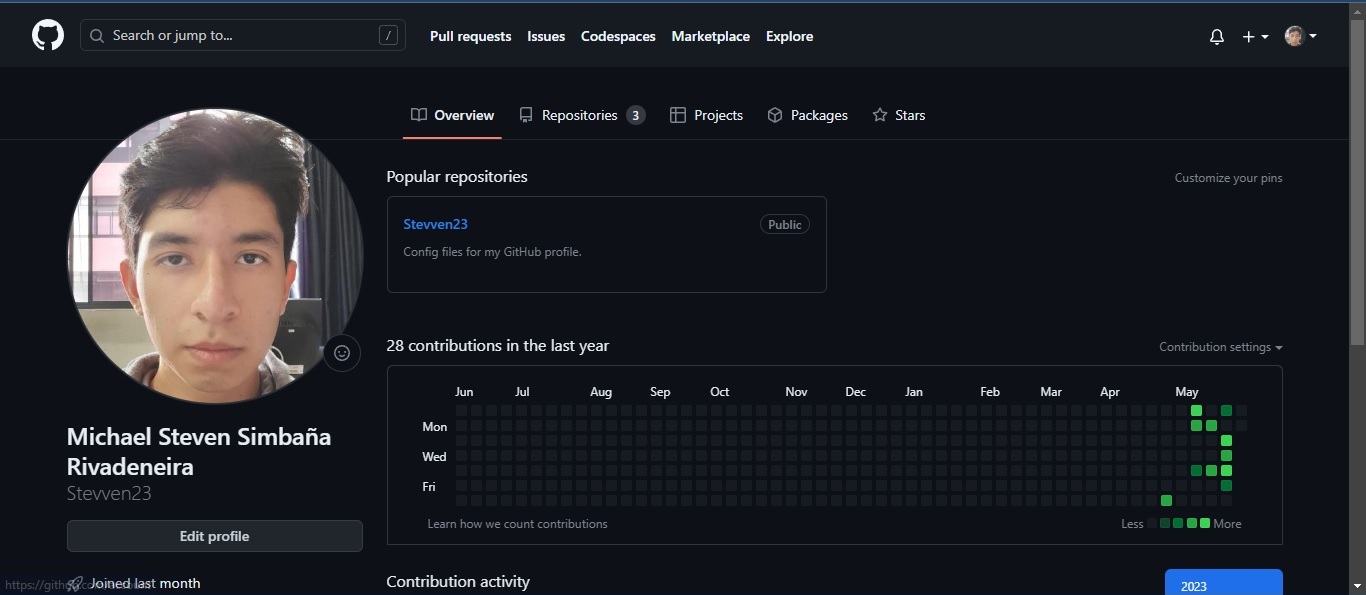 Search or jump to...
/
Pull requests
Issues
Codespaces
Marketplace
Explore
Overview
Repositories 3
Projects
Packages
Stars
Michael Steven Simbaña
Rivadeneira
Stevven23
Edit profile
Joined last month
Popular repositories
Customize your pins
Stevven23
Public
Config files for my GitHub profile.
28 contributions in the last year
Contribution settings
Jun Jul Aug Sep Oct Nov Dec Jan Feb Mar Apr May
Mon
Wed
Fri
Learn how we count contributions
Less
More
Contribution activity
2023